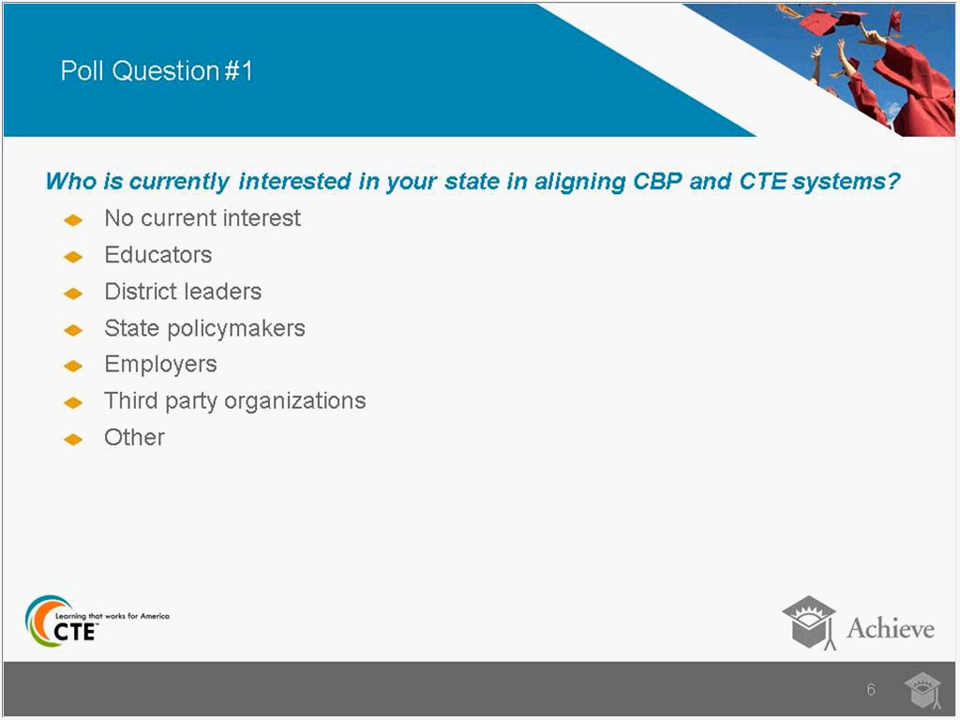 Poll Question #1
Who is currently interested in your state in aligning CBP and CTE systems?
No current interest
Educators
District leaders
State policymakers
Employers
Third party organizations
Other
Learning that works for America
CTE™
Achieve
6